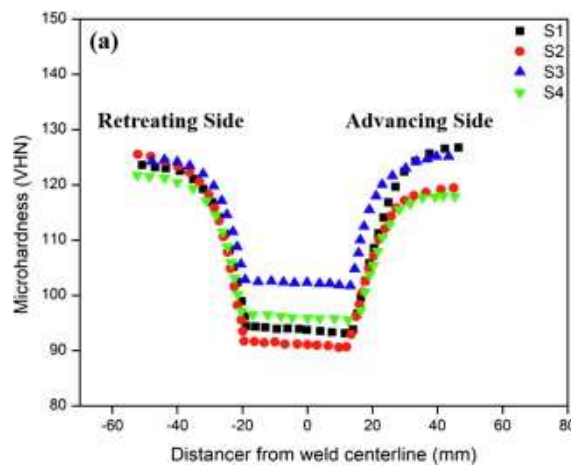 (a)
S1
S2
S3
S4
Retreating Side
Advancing Side
Microhardness (VHN)
150
140
130
120
110
100
90
80
-60
-40
-20
0
20
40
60
80
Distancer from weld centerline (mm)